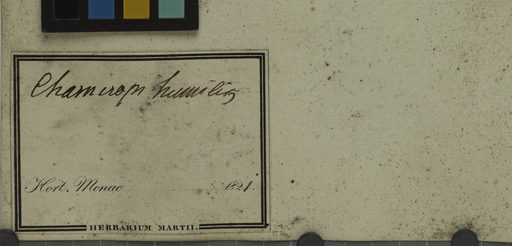 Chamerops humilis
Hort. Monac 1821.
HERBARIUM MARTII.